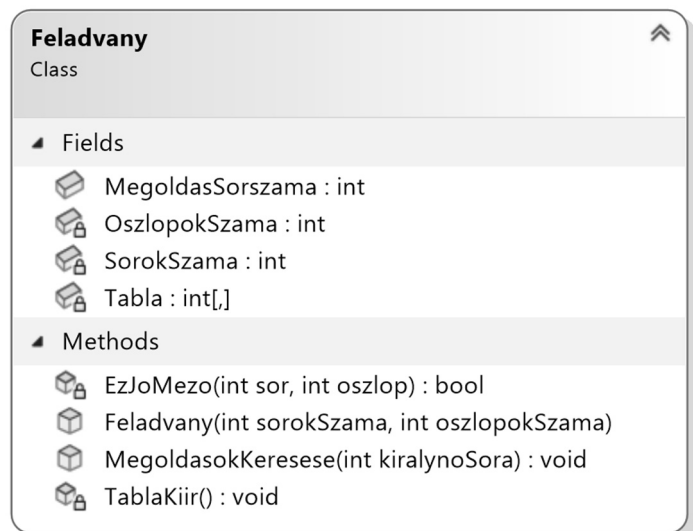 Feladvany
Class
Fields
MegoldasSorszama : int
OszlopokSzama : int
SorokSzama : int
Tabla : int[,]
Methods
EzJoMezo(int sor, int oszlop) : bool
Feladvany(int sorokSzama, int oszlopokSzama)
MegoldasokKeresese(int kiralynoSora) : void
TablaKiir() : void